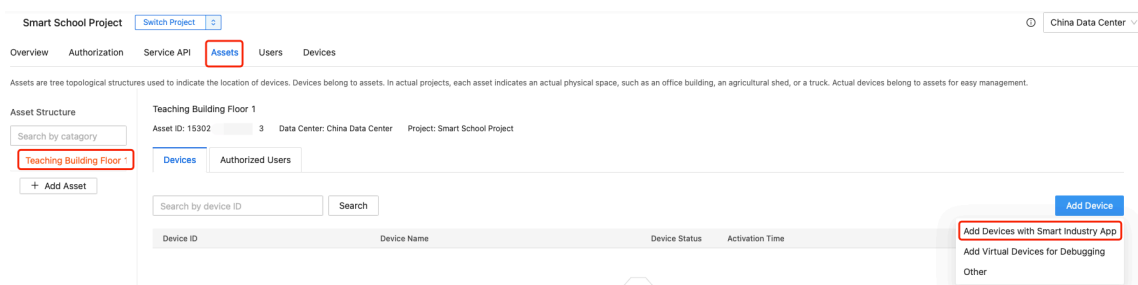 Smart School Project Switch Project China Data Center
Overview Authorization Service API Assets Users Devices
Assets are tree topological structures used to indicate the location of devices. Devices belong to assets. In actual projects, each asset indicates an actual physical space, such as an office building, an agricultural shed, or a truck. Actual devices belong to assets for easy management.
Asset Structure
Search by catagory
Teaching Building Floor 1
+ Add Asset
Teaching Building Floor 1
Asset ID: 15302 3 Data Center: China Data Center Project: Smart School Project
Devices Authorized Users
Search by device ID Search Add Device
Device ID Device Name Device Status Activation Time
Add Devices with Smart Industry App
Add Virtual Devices for Debugging
Other